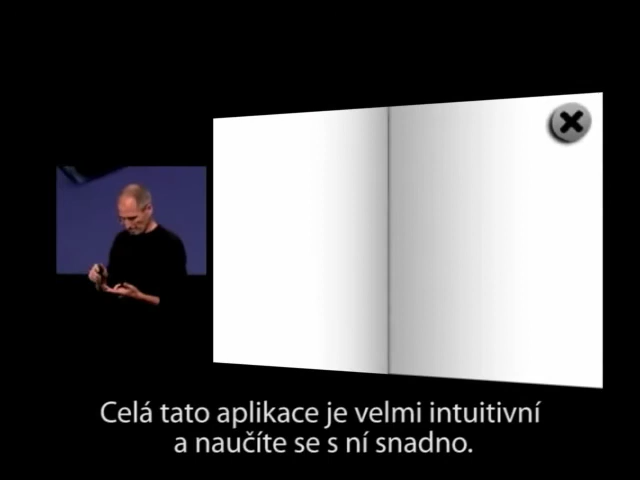 Celá tato aplikace je velmi intuitivní
a naučíte se s ní snadno.